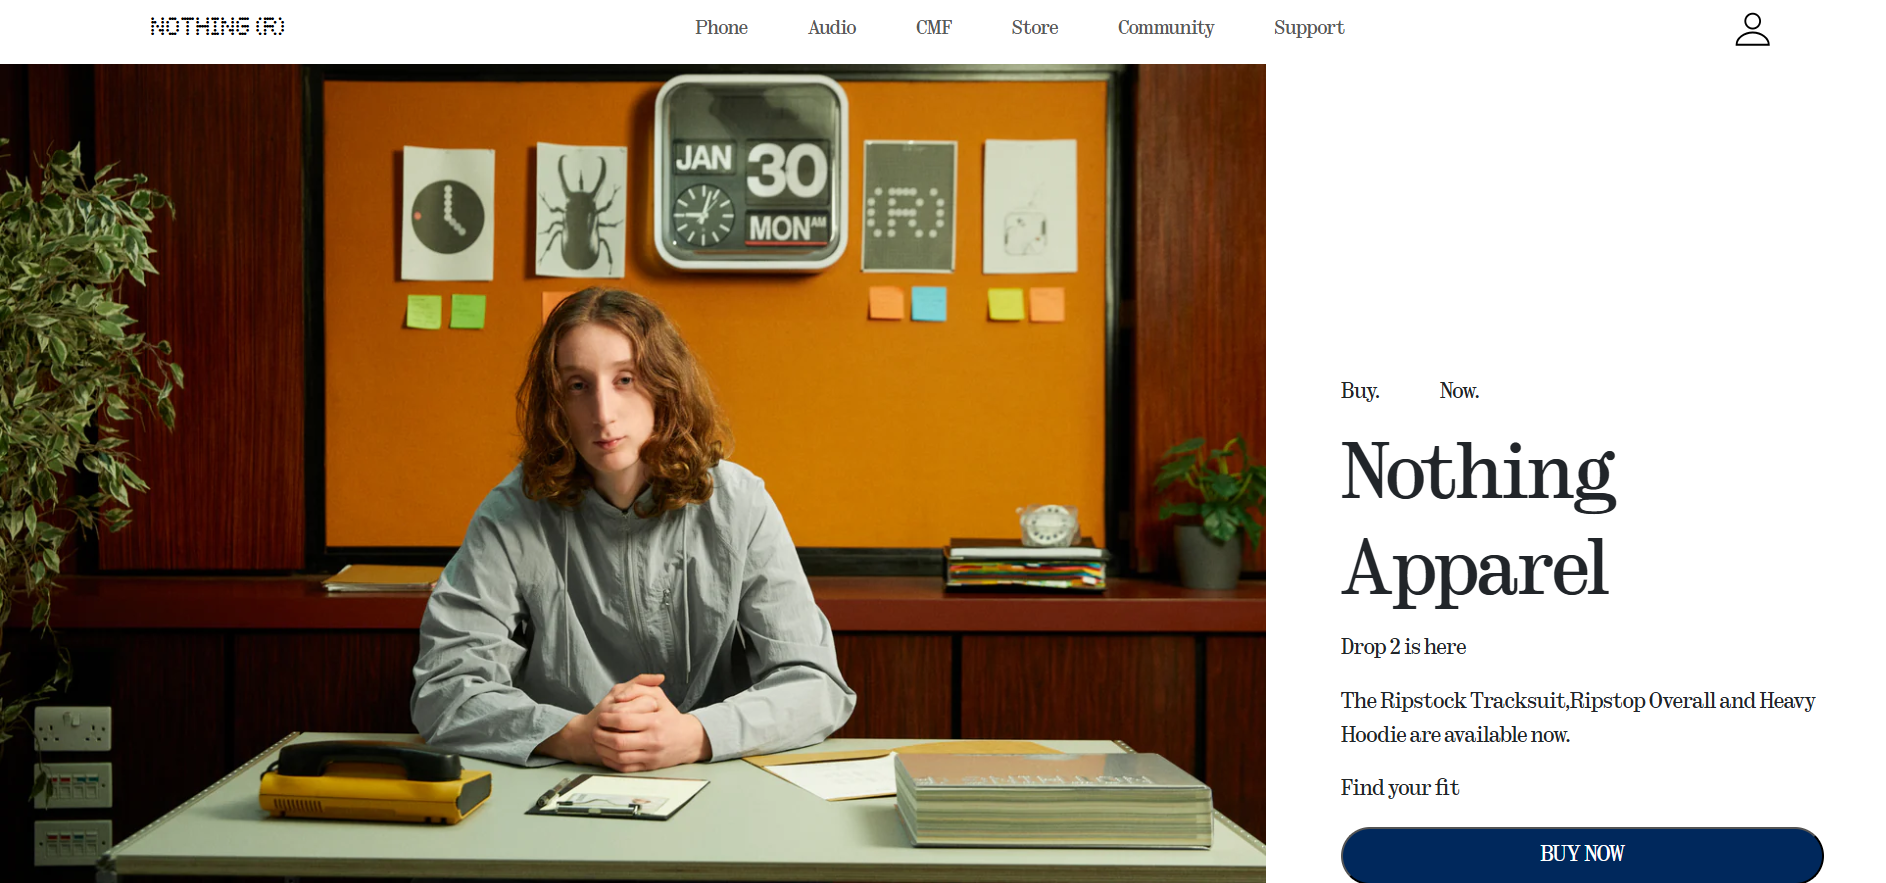 NOTHING (R)
Phone
Audio
CMF
Store
Community
Support
JAN
30
MON AM
(R)
Buy.
Now.
Nothing
Apparel
Drop 2 is here
The Ripstock Tracksuit,Ripstop Overall and Heavy
Hoodie are available now.
Find your fit
BUY NOW